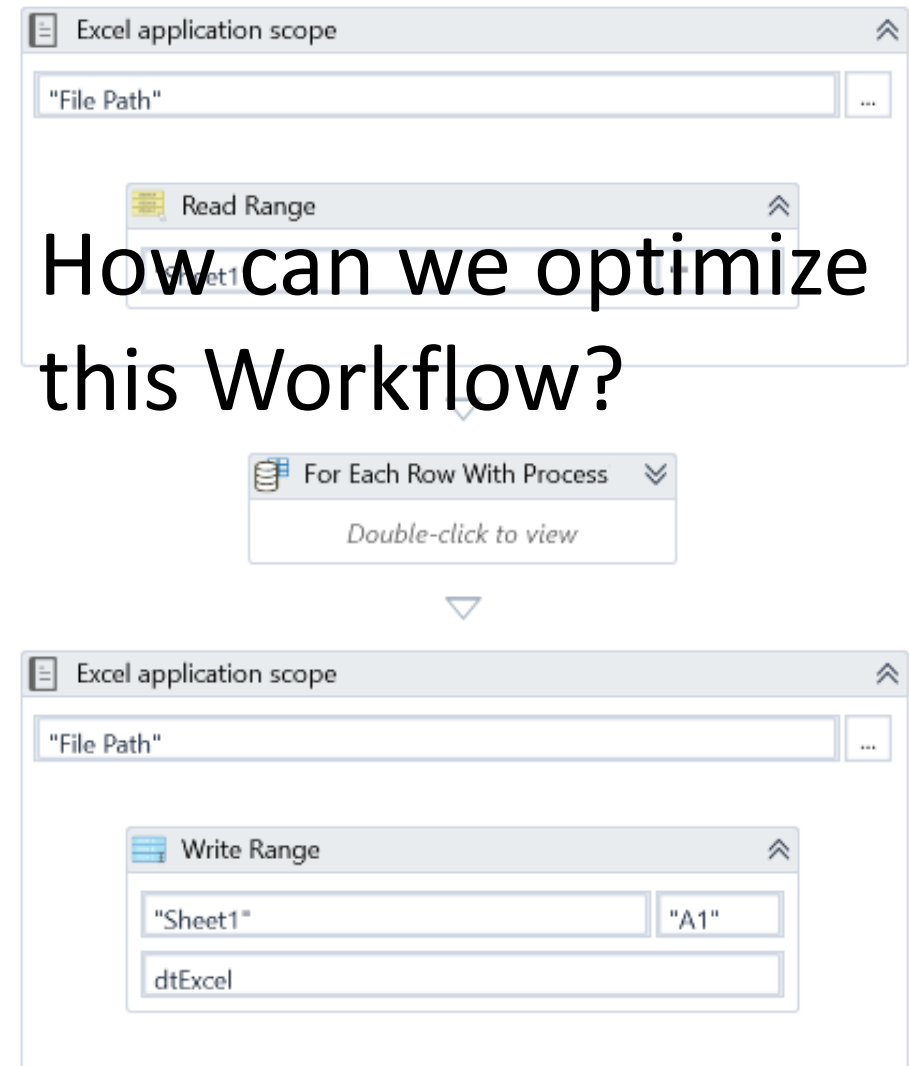 Excel application scope
"File Path"
...
Read Range
"Sheet1"
""
How can we optimize
this Workflow?
For Each Row With Process
Double-click to view
Excel application scope
"File Path"
...
Write Range
"Sheet1"
"A1"
dtExcel